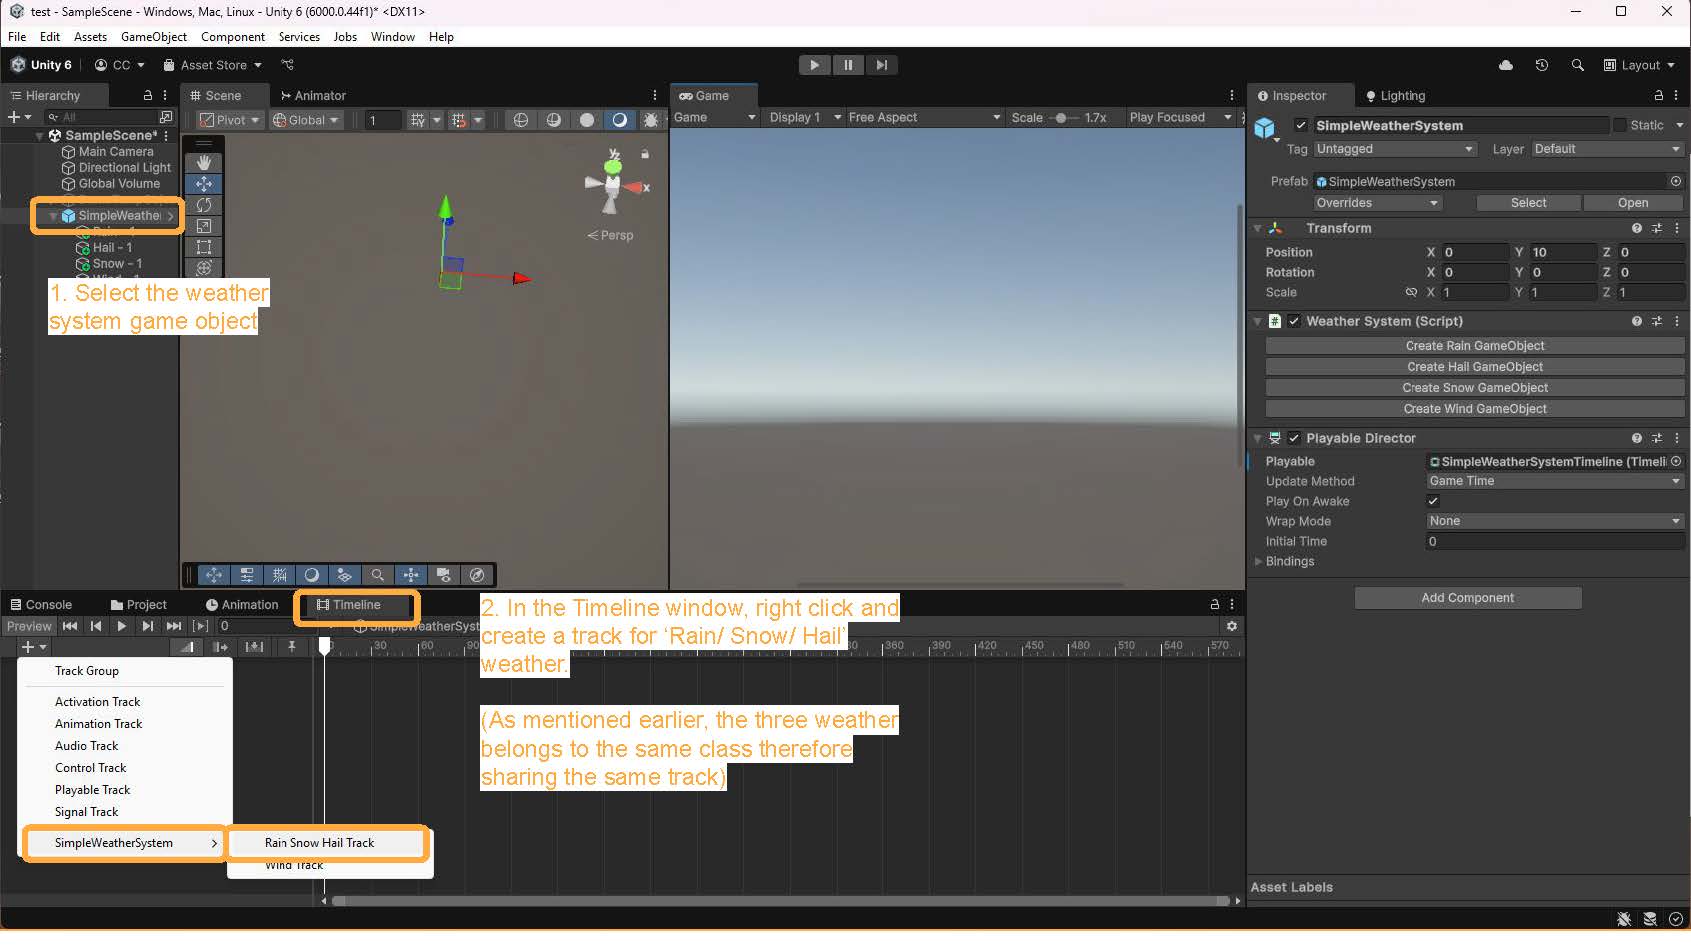 test - SampleScene - Windows, Mac, Linux - Unity 6 (6000.0.44f1)* <DX11>
File Edit Assets GameObject Component Services Jobs Window Help
Unity 6 CC Asset Store Layout
Hierarchy
All
SampleScene*
Main Camera
Directional Light
Global Volume
SimpleWeather
Rain - 1
Hail - 1
Snow - 1
Wind - 1
1. Select the weather
system game object
Scene Animator
Pivot Global 1
y
x
Persp
Game
Game Display 1 Free Aspect Scale 1.7x Play Focused
Inspector Lighting
SimpleWeatherSystem Static
Tag Untagged Layer Default
Prefab SimpleWeatherSystem
Overrides Select Open
Transform
Position X 0 Y 10 Z 0
Rotation X 0 Y 0 Z 0
Scale X 1 Y 1 Z 1
Weather System (Script)
Create Rain GameObject
Create Hail GameObject
Create Snow GameObject
Create Wind GameObject
Playable Director
Playable SimpleWeatherSystemTimeline (Timeli
Update Method Game Time
Play On Awake
Wrap Mode None
Initial Time 0
Bindings
Add Component
Asset Labels
Console Project Animation Timeline
Preview 0 SimpleWeatherSyst
30 60 90 360 390 420 450 480 510 540 570
2. In the Timeline window, right click and
create a track for ‘Rain/ Snow/ Hail’
weather.
(As mentioned earlier, the three weather
belongs to the same class therefore
sharing the same track)
Track Group
Activation Track
Animation Track
Audio Track
Control Track
Playable Track
Signal Track
SimpleWeatherSystem
Rain Snow Hail Track
Wind Track